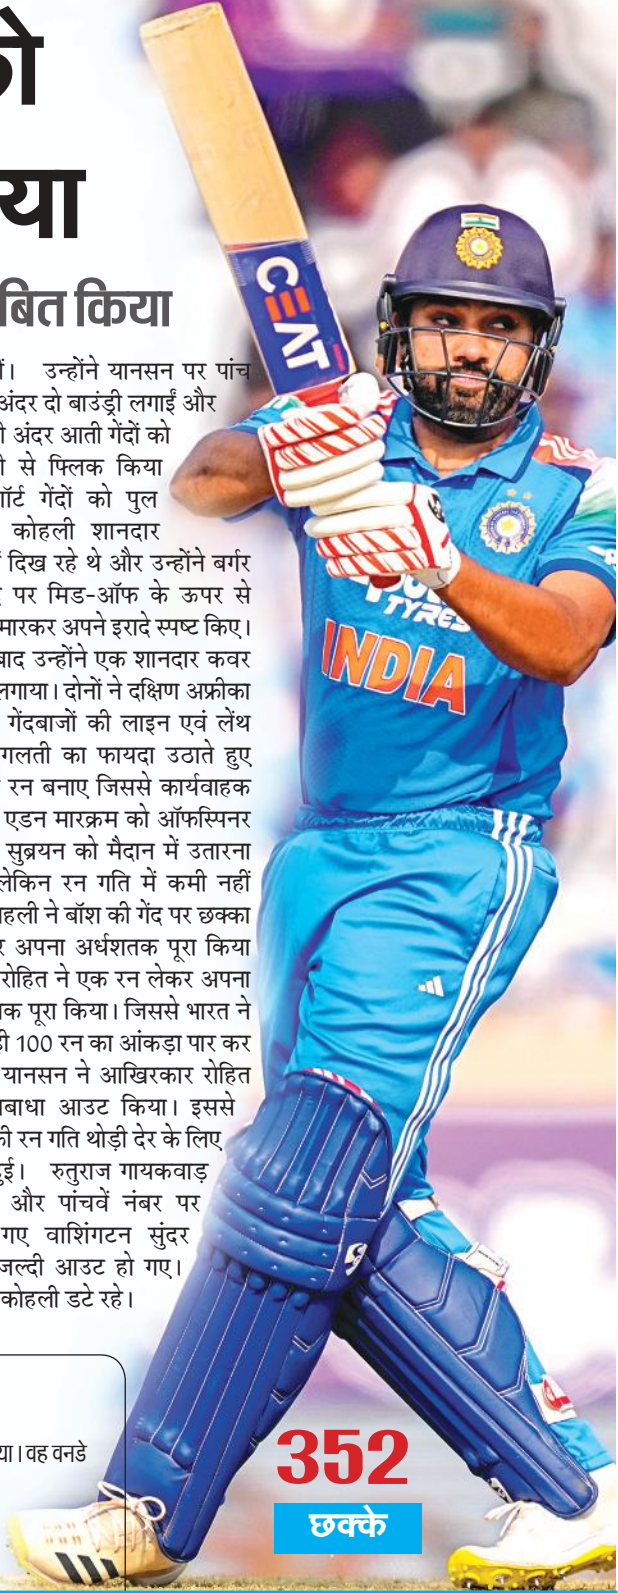 को
या
बित किया
ं। उन्होंने यानसन पर पांच
अंदर दो बाउंड्री लगाईं और
ी अंदर आती गेंदों को
ी से फ्लिक किया
ॉर्ट गेंदों को पुल
कोहली शानदार
ं दिख रहे थे और उन्होंने बर्गर
पर मिड-ऑफ के ऊपर से
मारकर अपने इरादे स्पष्ट किए।
बाद उन्होंने एक शानदार कवर
लगाया। दोनों ने दक्षिण अफ्रीका
गेंदबाजों की लाइन एवं लेंथ
गलती का फायदा उठाते हुए
रन बनाए जिससे कार्यवाहक
एडन मारक्रम को ऑफस्पिनर
सुब्रयन को मैदान में उतारना
लेकिन रन गति में कमी नहीं
हली ने बॉश की गेंद पर छक्का
र अपना अर्धशतक पूरा किया
रोहित ने एक रन लेकर अपना
क पूरा किया। जिससे भारत ने
ही 100 रन का आंकड़ा पार कर
यानसन ने आखिरकार रोहित
बाधा आउट किया। इससे
की रन गति थोड़ी देर के लिए
हुई। रुतुराज गायकवाड़
और पांचवें नंबर पर
गए वाशिंगटन सुंदर
जल्दी आउट हो गए।
कोहली डटे रहे।
या। वह वनडे
CEAT
TYRES
INDIA
352
छक्के